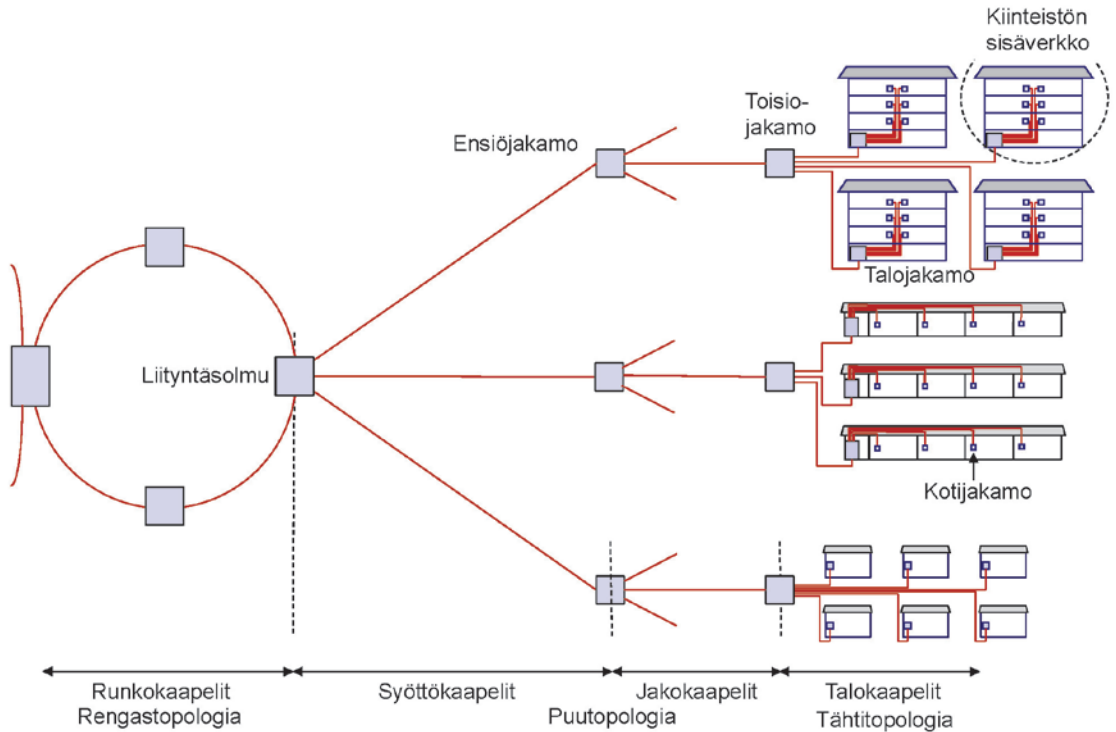 Kiinteistön
sisäverkko
Toisio-
jakamo
Ensiöjakamo
Talojakamo
Liityntäsolmu
Kotijakamo
Runkokaapelit
Syöttökaapelit
Jakokaapelit
Talokaapelit
Rengastopologia
Puutopologia
Tähtitopologia